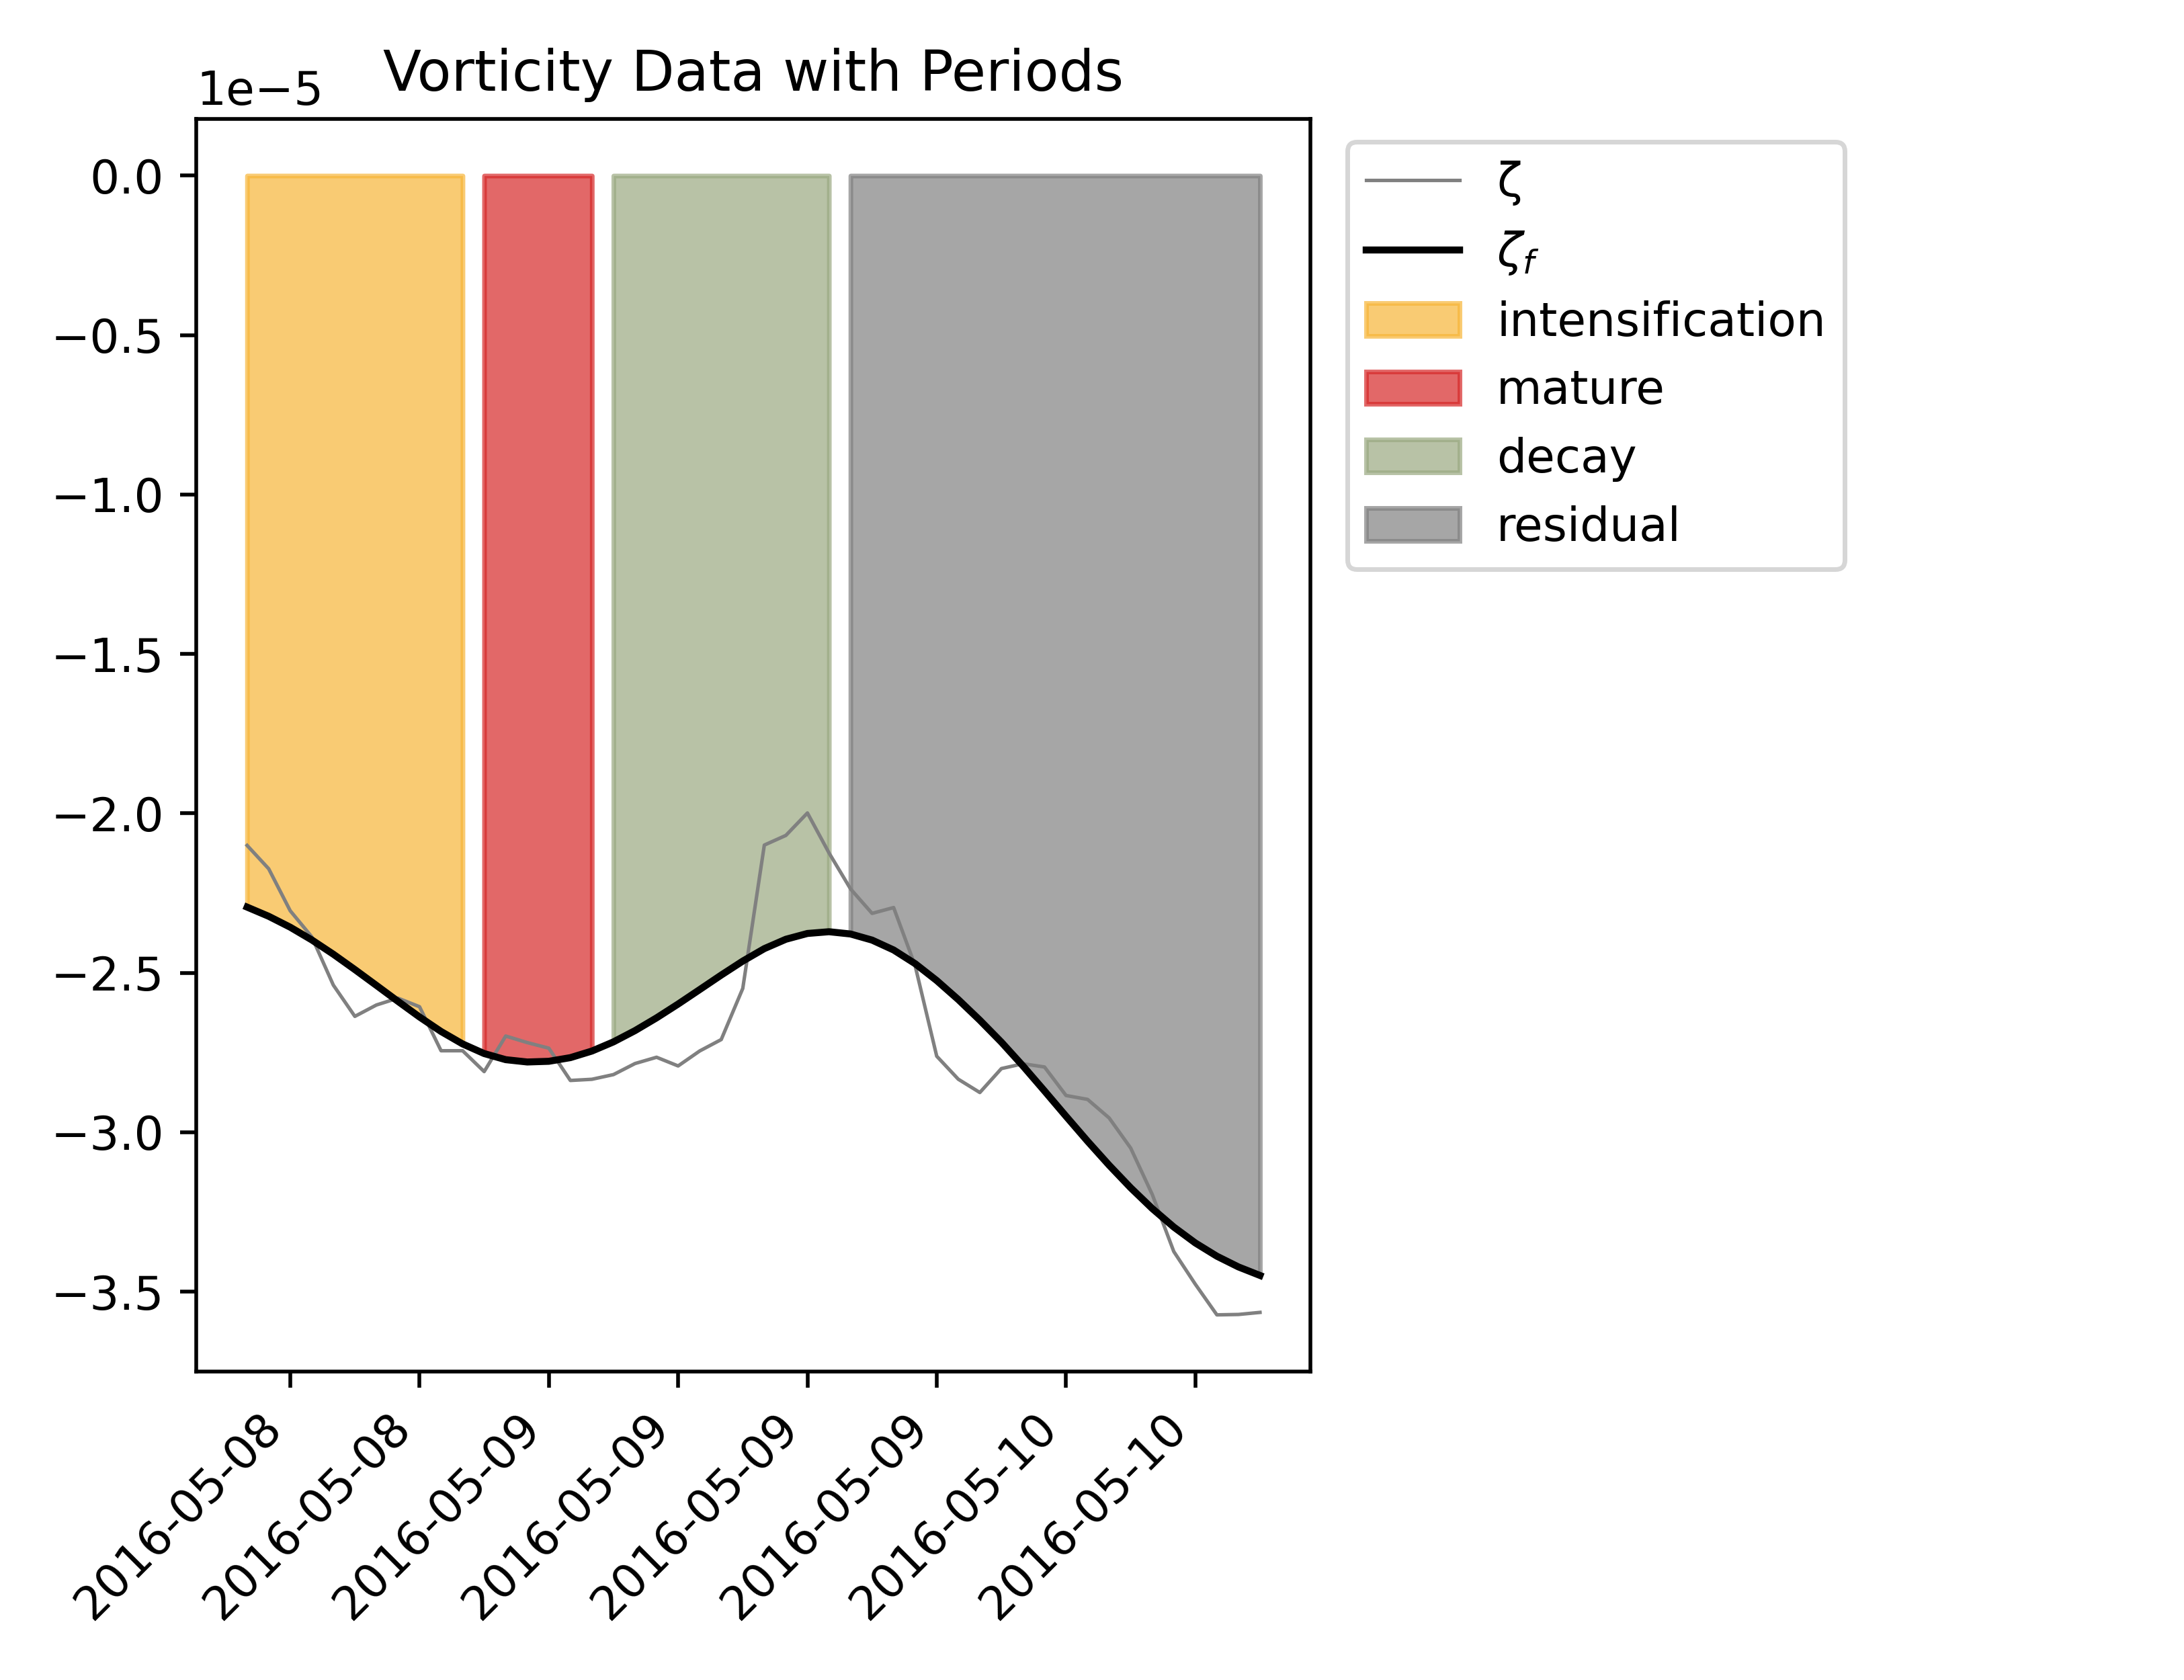 Vorticity Data with Periods
1e−5
0.0
−0.5
−1.0
−1.5
−2.0
−2.5
−3.0
−3.5
2016-05-08
2016-05-08
2016-05-09
2016-05-09
2016-05-09
2016-05-09
2016-05-10
2016-05-10
ζ
ζf
intensification
mature
decay
residual